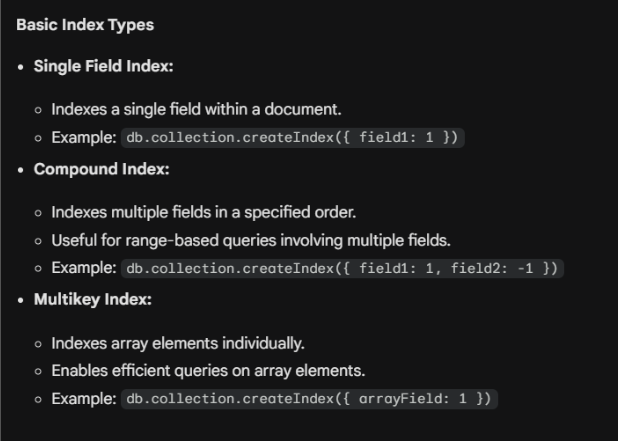 Basic Index Types
• Single Field Index:
◦ Indexes a single field within a document.
◦ Example: db.collection.createIndex({ field1: 1 })
• Compound Index:
◦ Indexes multiple fields in a specified order.
◦ Useful for range-based queries involving multiple fields.
◦ Example: db.collection.createIndex({ field1: 1, field2: -1 })
• Multikey Index:
◦ Indexes array elements individually.
◦ Enables efficient queries on array elements.
◦ Example: db.collection.createIndex({ arrayField: 1 })